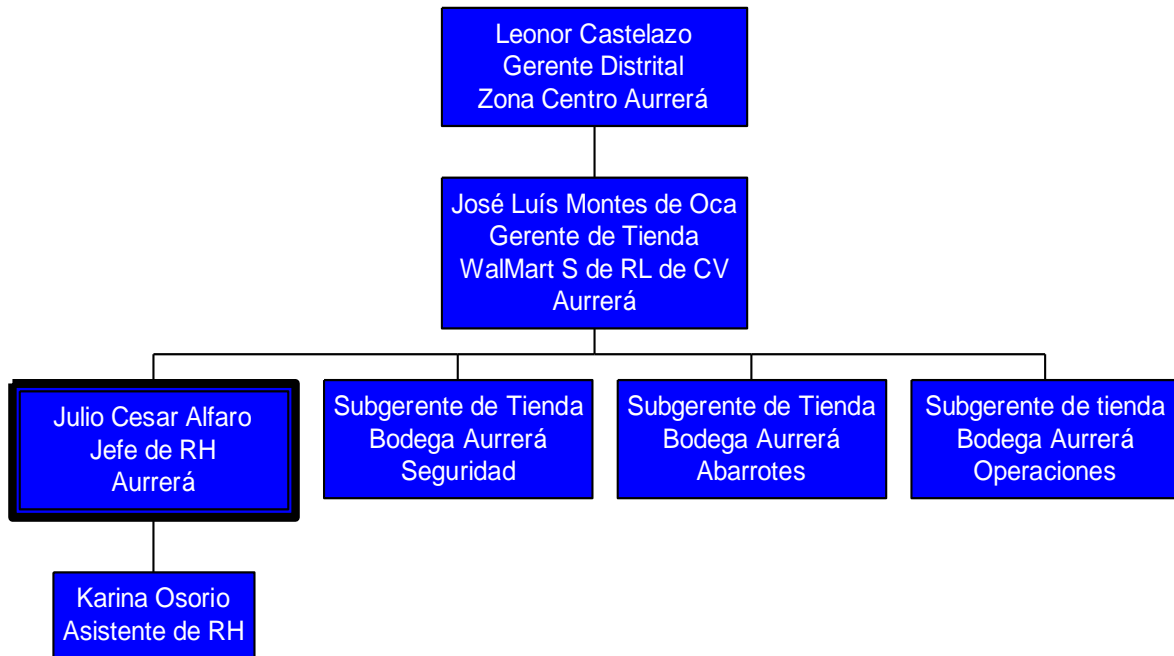 Leonor Castelazo
Gerente Distrital
Zona Centro Aurrerá
José Luís Montes de Oca
Gerente de Tienda
WalMart S de RL de CV
Aurrerá
Julio Cesar Alfaro
Jefe de RH
Aurrerá
Subgerente de Tienda
Bodega Aurrerá
Seguridad
Subgerente de Tienda
Bodega Aurrerá
Abarrotes
Subgerente de tienda
Bodega Aurrerá
Operaciones
Karina Osorio
Asistente de RH